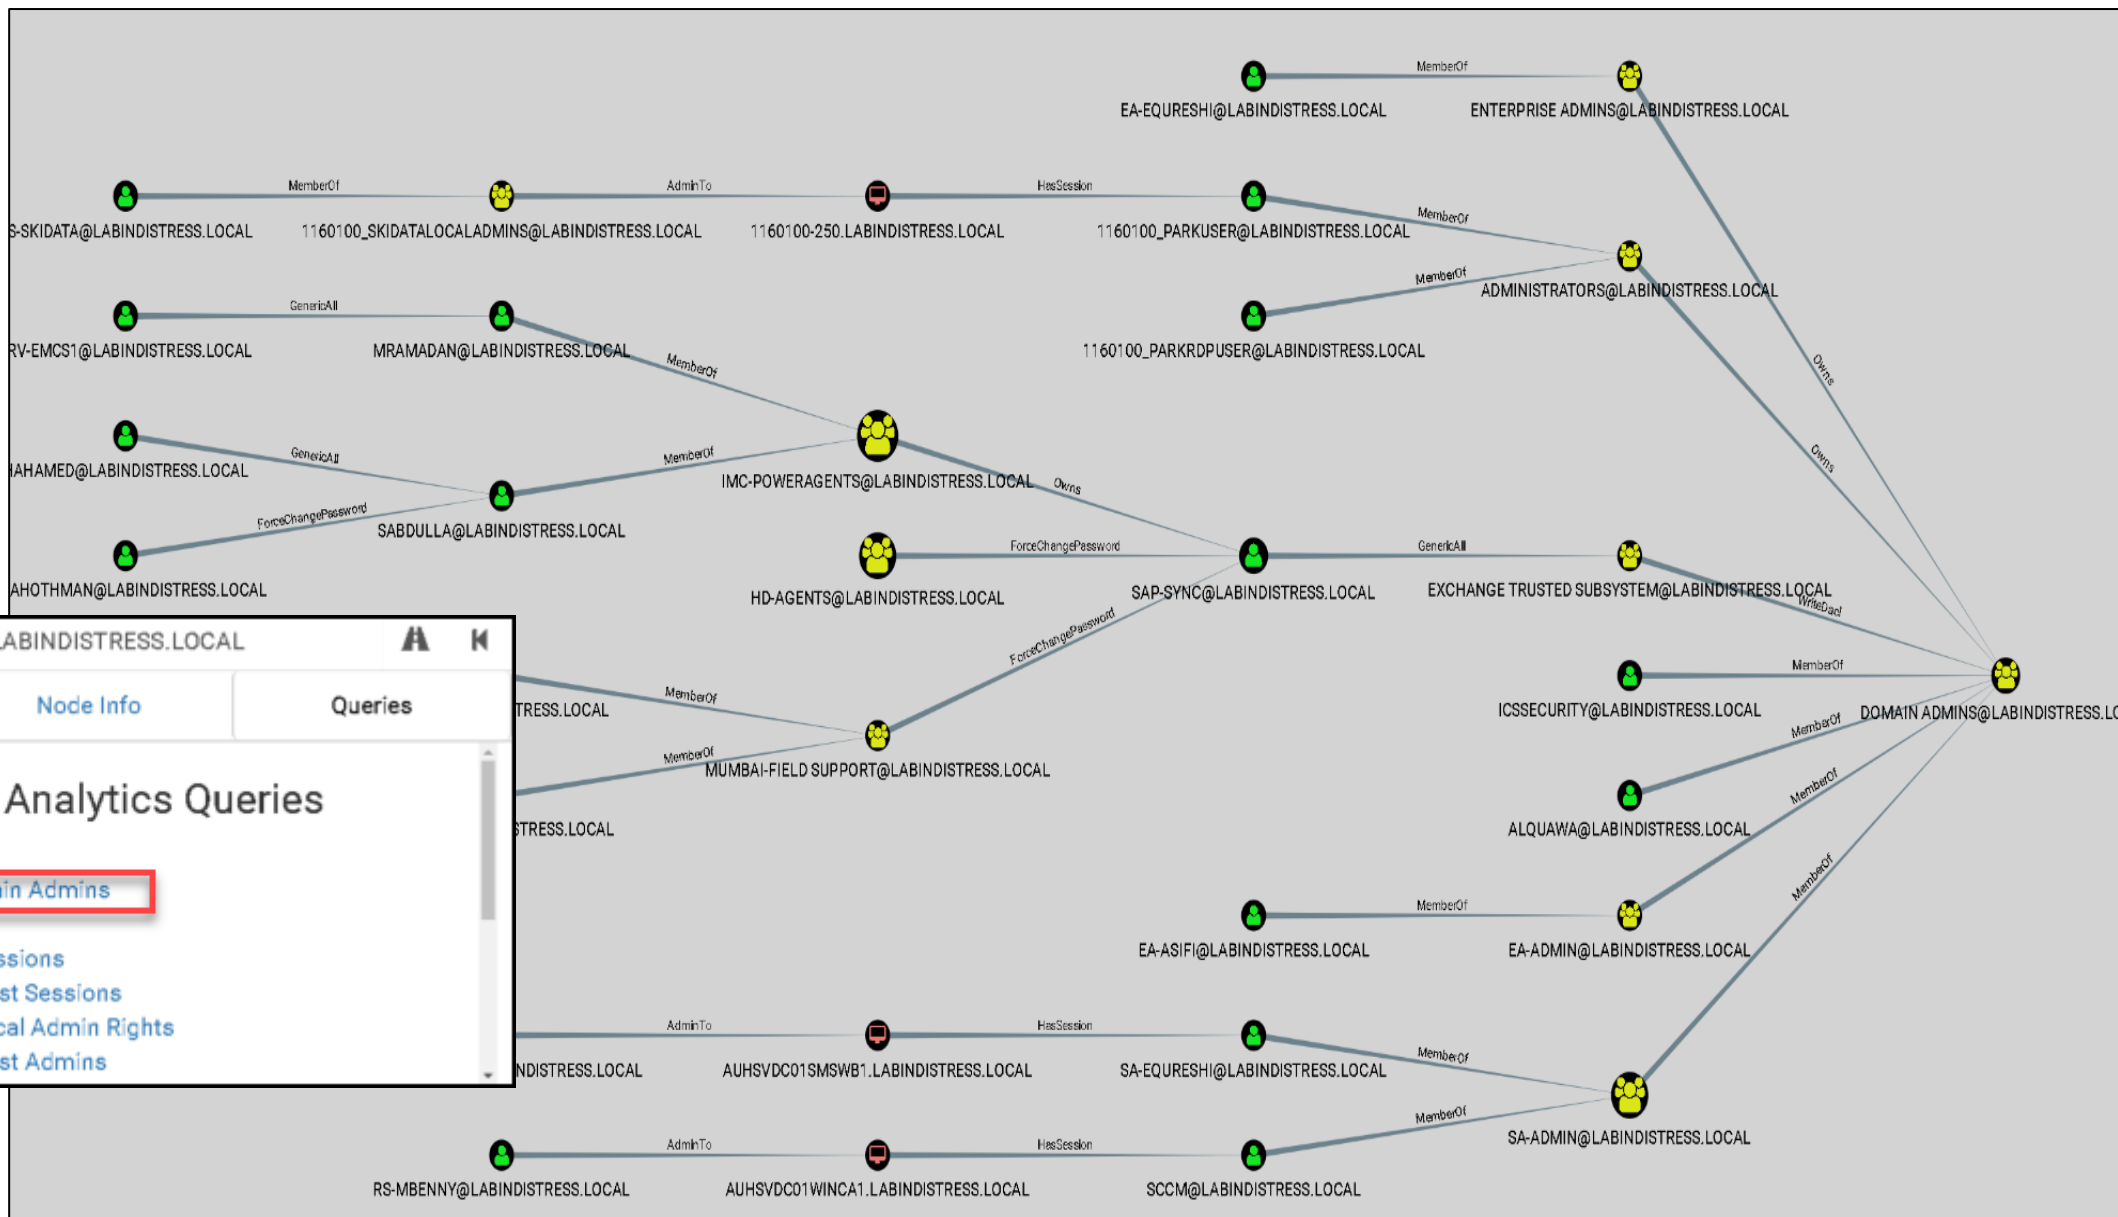 MemberOf
EA-EQURESHI@LABINDISTRESS.LOCAL
ENTERPRISE ADMINS@LABINDISTRESS.LOCAL
MemberOf
AdminTo
HasSession
S-SKIDATA@LABINDISTRESS.LOCAL
1160100_SKIDATALOCALADMINS@LABINDISTRESS.LOCAL
1160100-250.LABINDISTRESS.LOCAL
1160100_PARKUSER@LABINDISTRESS.LOCAL
MemberOf
MemberOf
ADMINISTRATORS@LABINDISTRESS.LOCAL
GenericAll
RV-EMCS1@LABINDISTRESS.LOCAL
MRAMADAN@LABINDISTRESS.LOCAL
1160100_PARKRDPUSER@LABINDISTRESS.LOCAL
MemberOf
Owns
GenericAll
MemberOf
Owns
AHAMED@LABINDISTRESS.LOCAL
IMC-POWERAGENTS@LABINDISTRESS.LOCAL
Owns
ForceChangePassword
SABDULLA@LABINDISTRESS.LOCAL
ForceChangePassword
GenericAll
AHOTHMAN@LABINDISTRESS.LOCAL
HD-AGENTS@LABINDISTRESS.LOCAL
SAP-SYNC@LABINDISTRESS.LOCAL
EXCHANGE TRUSTED SUBSYSTEM@LABINDISTRESS.LOCAL
WriteDacl
ForceChangePassword
LABINDISTRESS.LOCAL
Node Info
Queries
Analytics Queries
in Admins
ssions
st Sessions
cal Admin Rights
st Admins
MemberOf
TRESS.LOCAL
MemberOf
ICSSECURITY@LABINDISTRESS.LOCAL
DOMAIN ADMINS@LABINDISTRESS.LO
MemberOf
MemberOf
MUMBAI-FIELD SUPPORT@LABINDISTRESS.LOCAL
STRESS.LOCAL
MemberOf
ALQUAWA@LABINDISTRESS.LOCAL
MemberOf
MemberOf
EA-ASIFI@LABINDISTRESS.LOCAL
EA-ADMIN@LABINDISTRESS.LOCAL
AdminTo
HasSession
NDISTRESS.LOCAL
AUHSVDC01SMSWB1.LABINDISTRESS.LOCAL
SA-EQURESHI@LABINDISTRESS.LOCAL
MemberOf
MemberOf
SA-ADMIN@LABINDISTRESS.LOCAL
AdminTo
HasSession
RS-MBENNY@LABINDISTRESS.LOCAL
AUHSVDC01WINCA1.LABINDISTRESS.LOCAL
SCCM@LABINDISTRESS.LOCAL